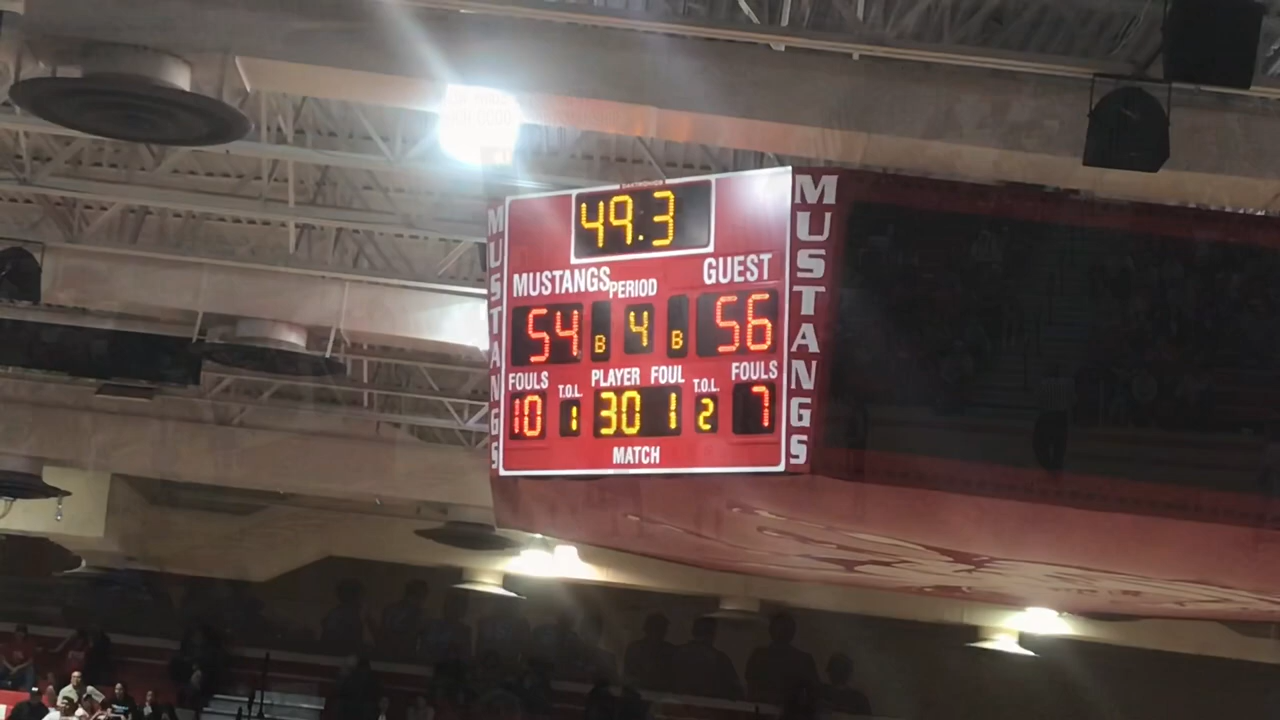 DAKTRONICS
49.3
MUSTANGS PERIOD GUEST
54 B 4 B 56
FOULS T.O.L. PLAYER FOUL T.O.L. FOULS
10 1 30 1 2 7
MATCH
MUSTANGS
MUSTANGS